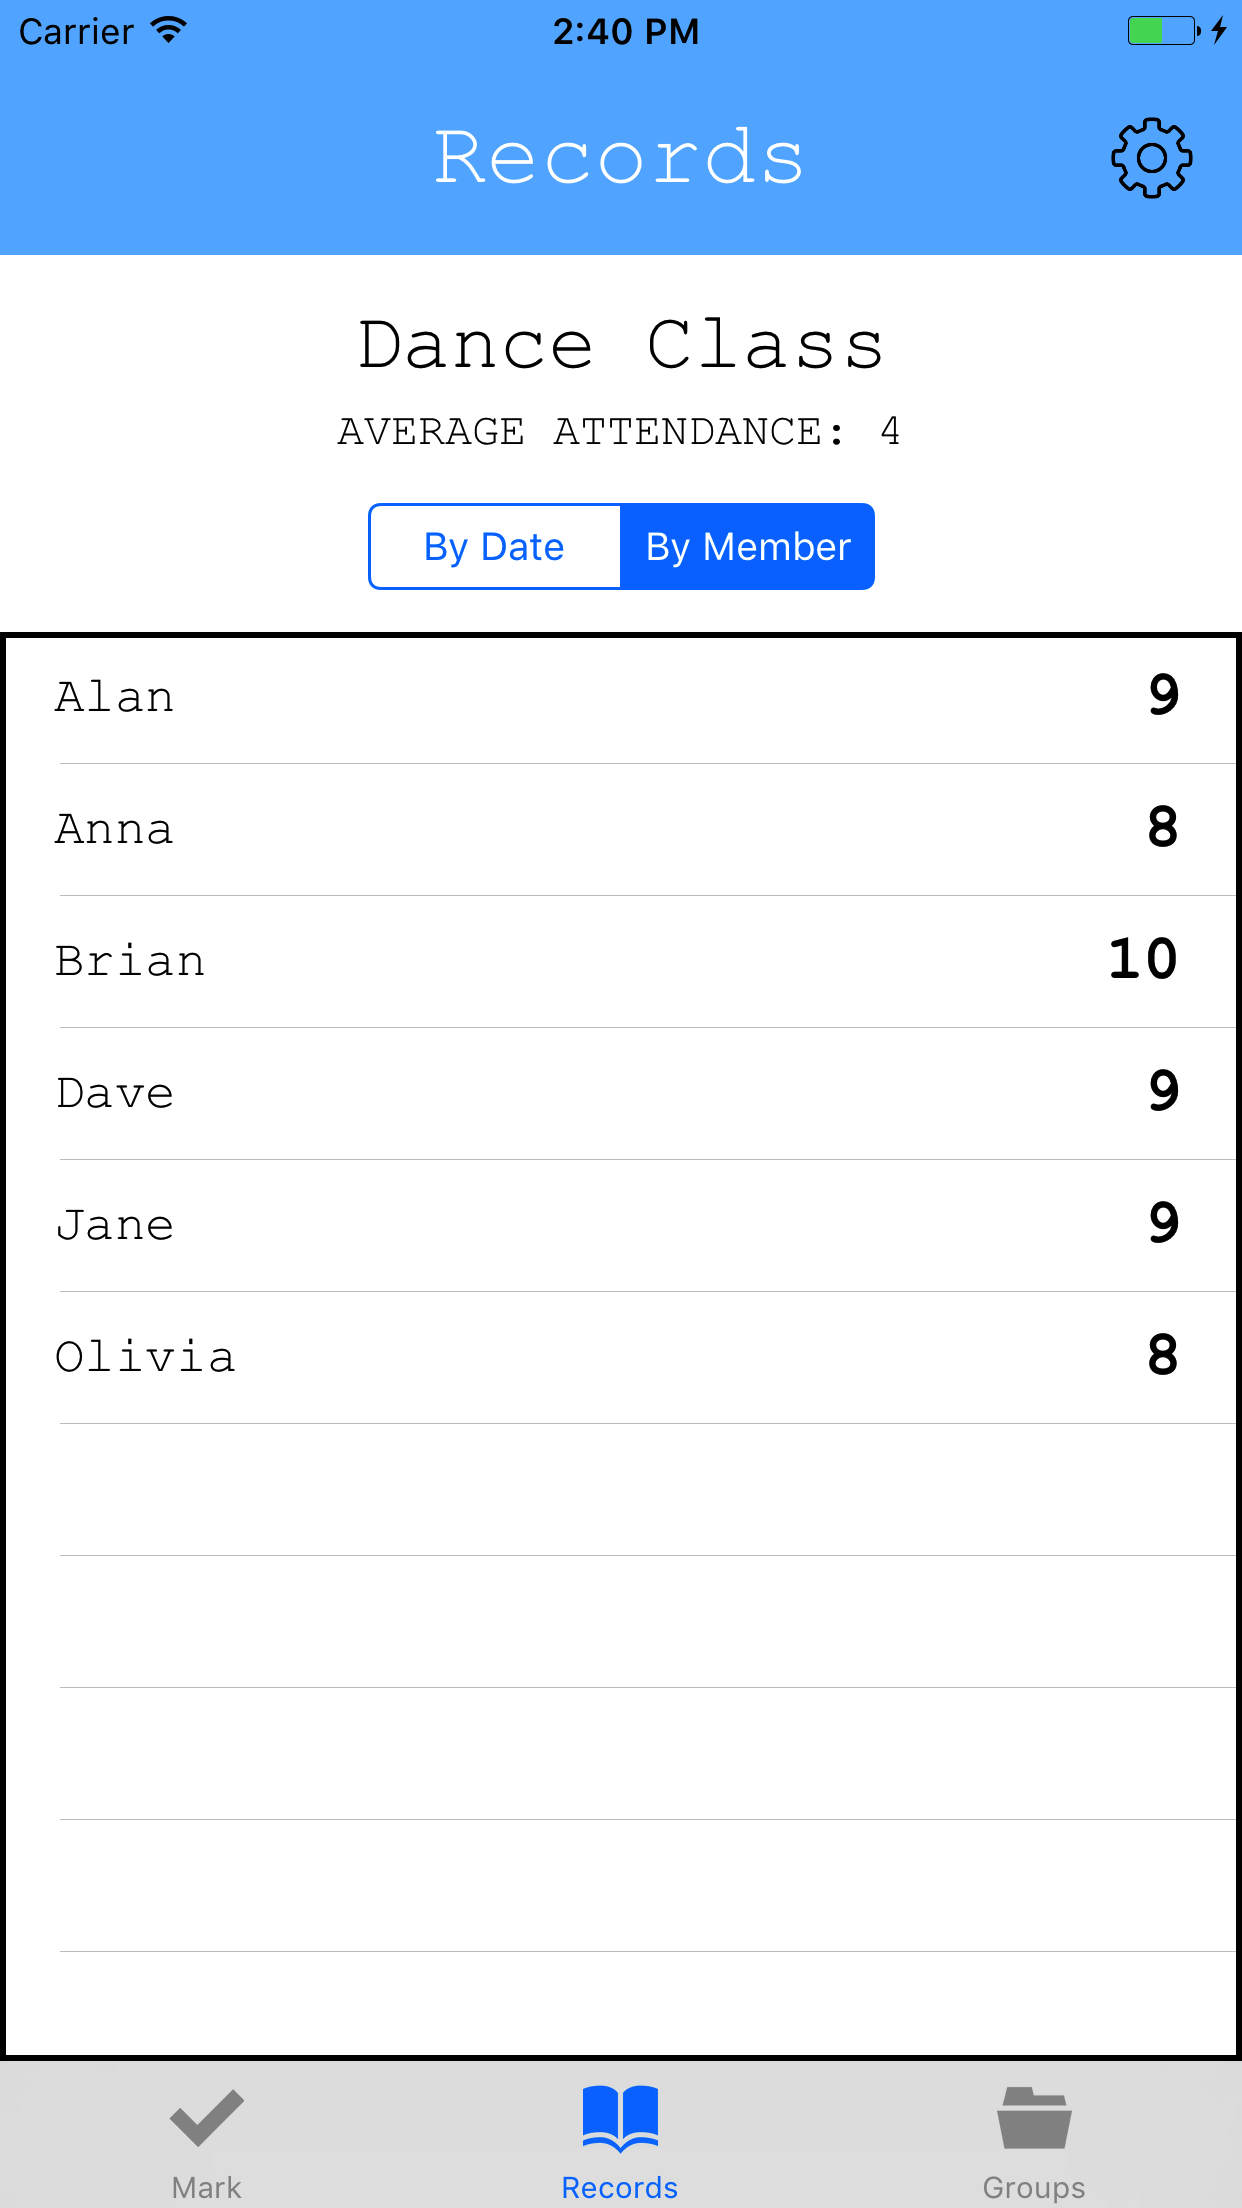 Carrier 2:40 PM
Records
Dance Class
AVERAGE ATTENDANCE: 4
By Date By Member
Alan 9
Anna 8
Brian 10
Dave 9
Jane 9
Olivia 8
Mark Records Groups